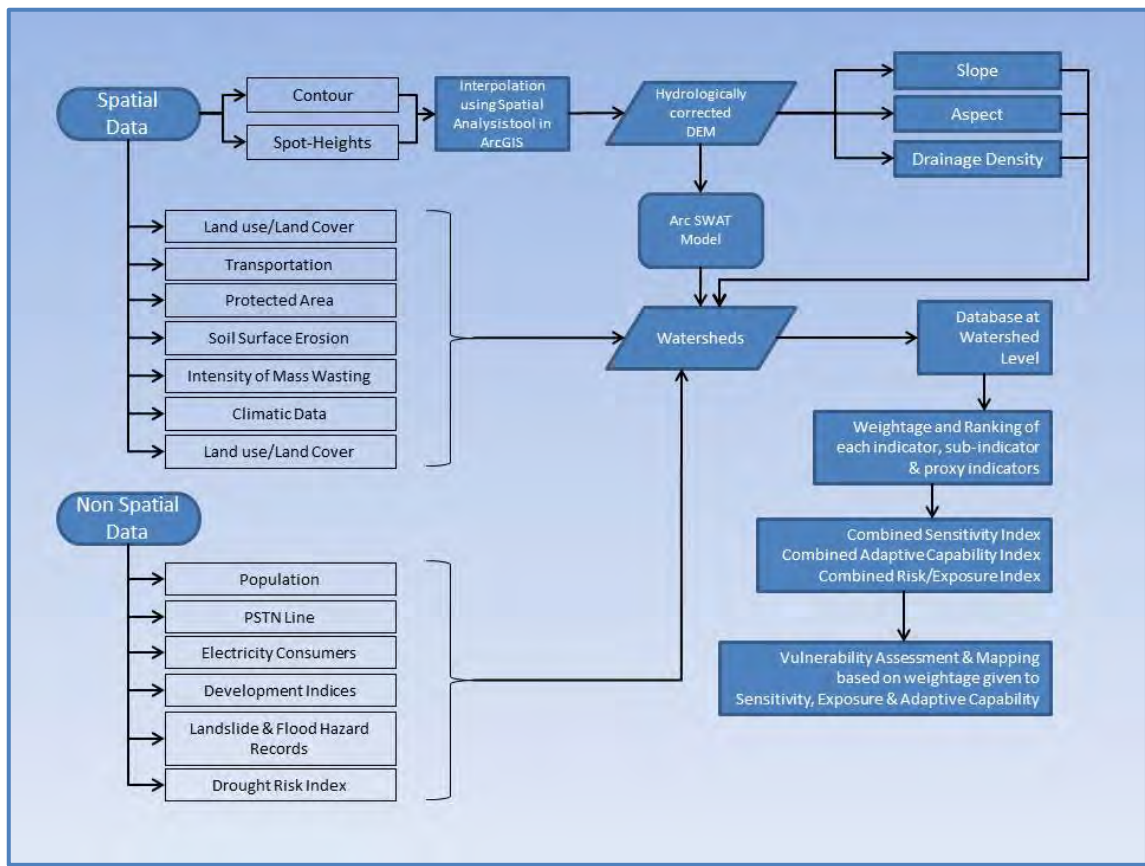 Spatial
Data
Contour
Spot-Heights
Interpolation
using Spatial
Analysis tool in
ArcGIS
Hydrologically
corrected
DEM
Slope
Aspect
Drainage Density
Arc SWAT
Model
Land use/Land Cover
Transportation
Protected Area
Soil Surface Erosion
Intensity of Mass Wasting
Climatic Data
Land use/Land Cover
Watersheds
Database at
Watershed
Level
Weightage and Ranking of
each indicator, sub-indicator
& proxy indicators
Combined Sensitivity Index
Combined Adaptive Capability Index
Combined Risk/Exposure Index
Vulnerability Assessment & Mapping
based on weightage given to
Sensitivity, Exposure & Adaptive Capability
Non Spatial
Data
Population
PSTN Line
Electricity Consumers
Development Indices
Landslide & Flood Hazard
Records
Drought Risk Index